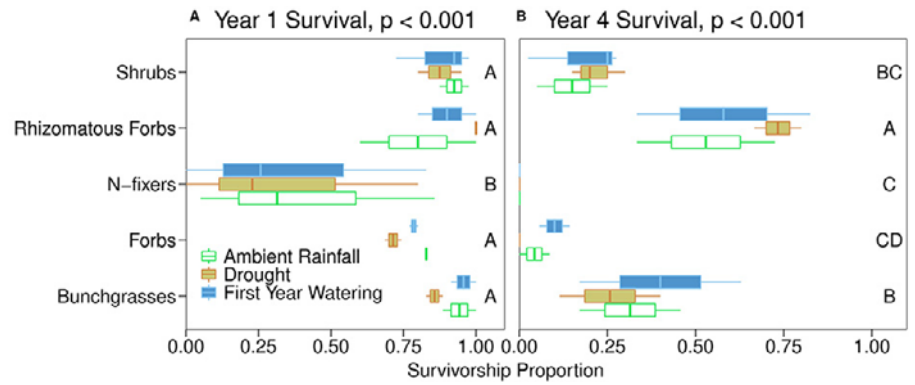 A Year 1 Survival, p < 0.001
B Year 4 Survival, p < 0.001
Shrubs
A
BC
Rhizomatous Forbs
A
A
N−fixers
B
C
Forbs
A
CD
Ambient Rainfall
Drought
First Year Watering
Bunchgrasses
A
B
0.00 0.25 0.50 0.75 1.00
0.00 0.25 0.50 0.75 1.00
Survivorship Proportion